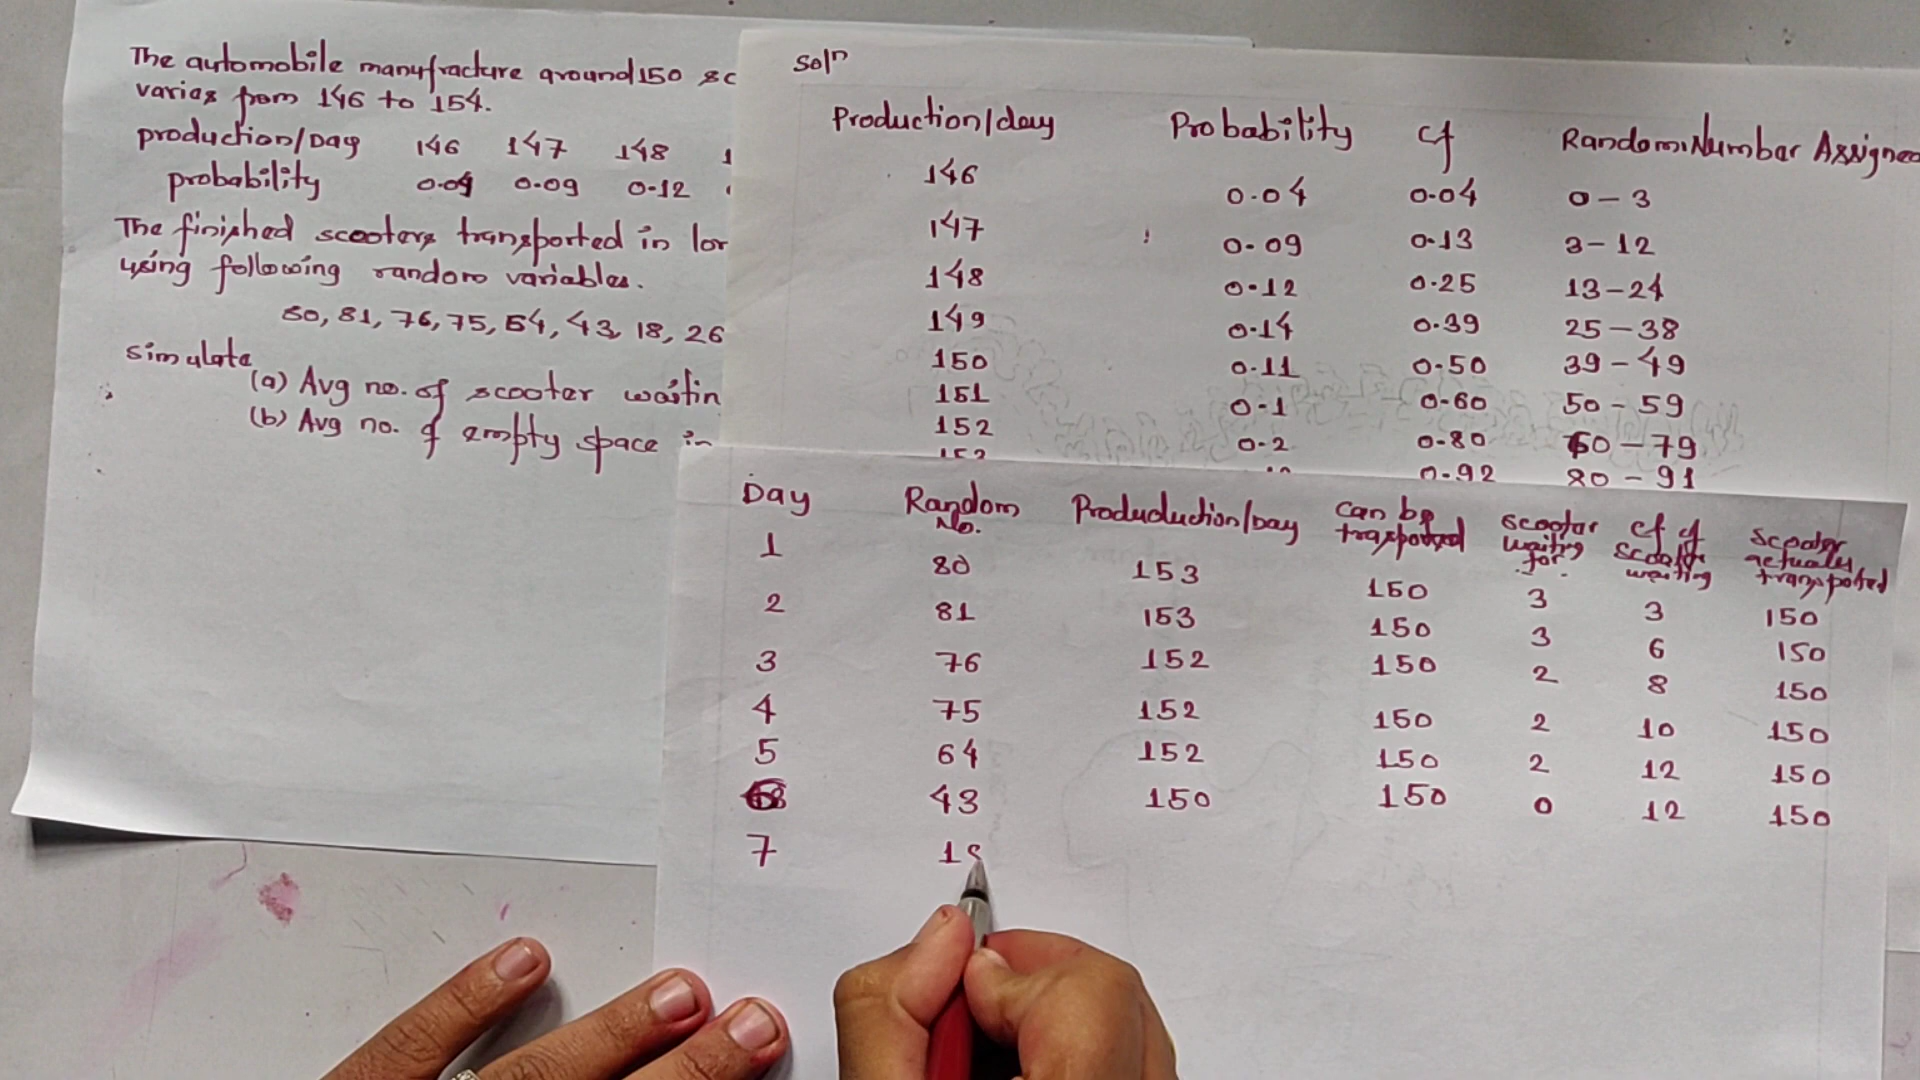 The automobile manufracture around 150 sc
varies from 146 to 154.
production/Day 146 147 148 1
probability 0.04 0.09 0.12
The finished scooters transported in lor
using following random variables.
80, 81, 76, 75, 54, 43, 18, 26
simulate
(a) Avg no. of scooter waitin
(b) Avg no. of empty space in
Soln
Production/day Probability cf Random Number Assigned
146 0.04 0.04 0-3
147 0.09 0.13 3-12
148 0.12 0.25 13-24
149 0.14 0.39 25-38
150 0.11 0.50 39-49
151 0.1 0.60 50-59
152 0.2 0.80 60-79
153 0.92 80-91
Day Random No. Produduction/Day can be trasported scooter waiting for cf of waiting scooter actually transported
1 80 153 150 3 3 150
2 81 153 150 3 6 150
3 76 152 150 2 8 150
4 75 152 150 2 10 150
5 64 152 150 2 12 150
43 150 150 0 12 150
7 18